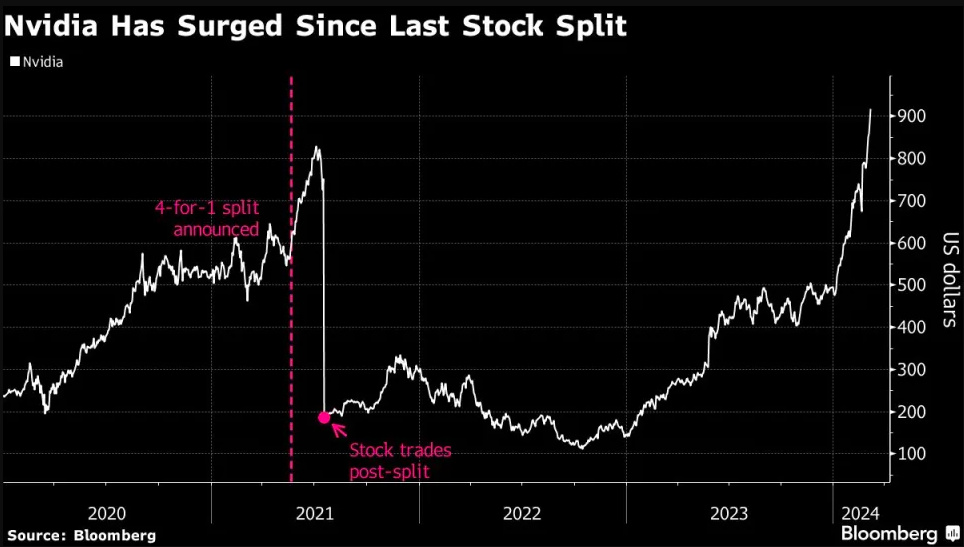 Nvidia Has Surged Since Last Stock Split
Nvidia
4-for-1 split
announced
Stock trades
post-split
900
800
700
600
500
400
300
200
100
US dollars
2020
2021
2022
2023
2024
Source: Bloomberg
Bloomberg